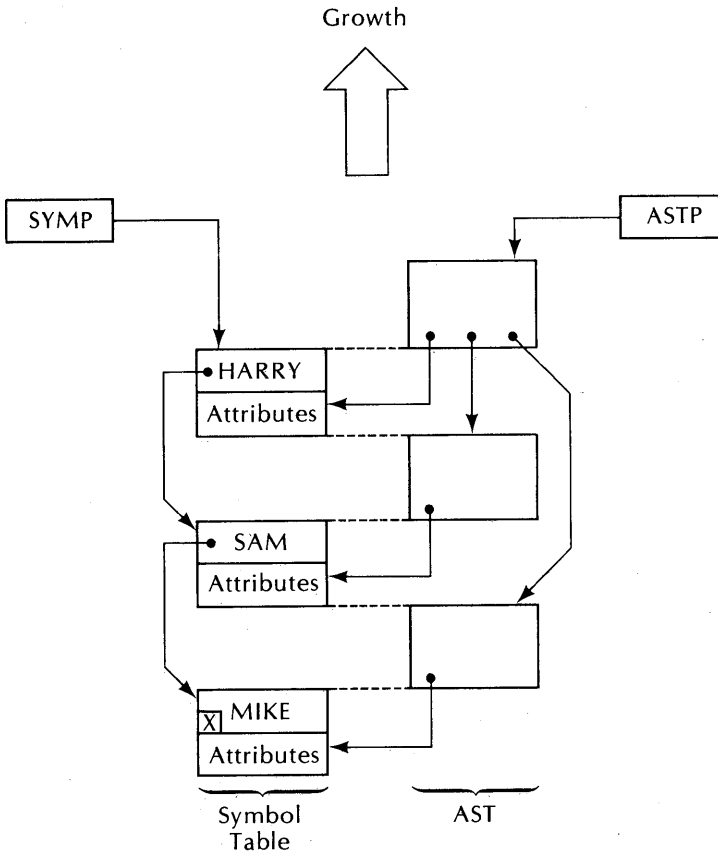 Growth
SYMP
ASTP
HARRY
Attributes
SAM
Attributes
X
MIKE
Attributes
Symbol
Table
AST